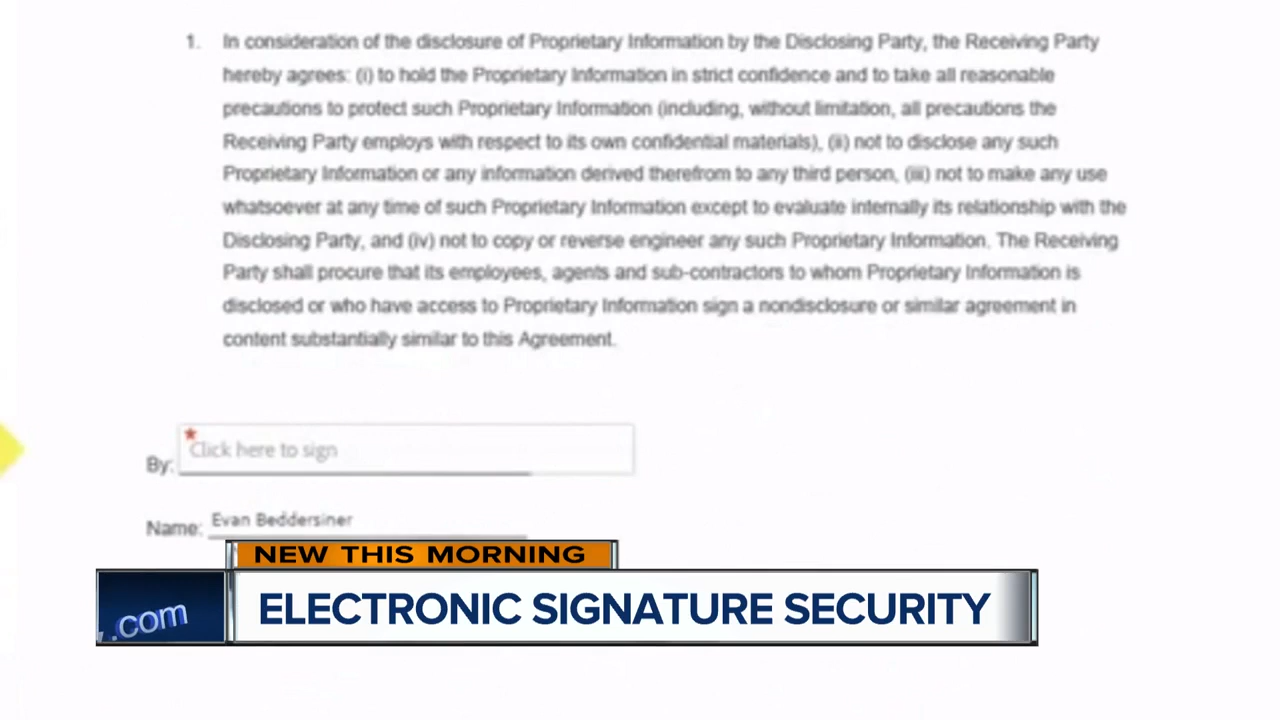 1. In consideration of the disclosure of Proprietary Information by the Disclosing Party, the Receiving Party
hereby agrees: (i) to hold the Proprietary Information in strict confidence and to take all reasonable
precautions to protect such Proprietary Information (including, without limitation, all precautions the
Receiving Party employs with respect to its own confidential materials), (ii) not to disclose any such
Proprietary Information or any information derived therefrom to any third person, (iii) not to make any use
whatsoever at any time of such Proprietary Information except to evaluate internally its relationship with the
Disclosing Party, and (iv) not to copy or reverse engineer any such Proprietary Information. The Receiving
Party shall procure that its employees, agents and sub-contractors to whom Proprietary Information is
disclosed or who have access to Proprietary Information sign a nondisclosure or similar agreement in
content substantially similar to this Agreement.
By: * Click here to sign
Name: Evan Beddersiner
NEW THIS MORNING
.com ELECTRONIC SIGNATURE SECURITY